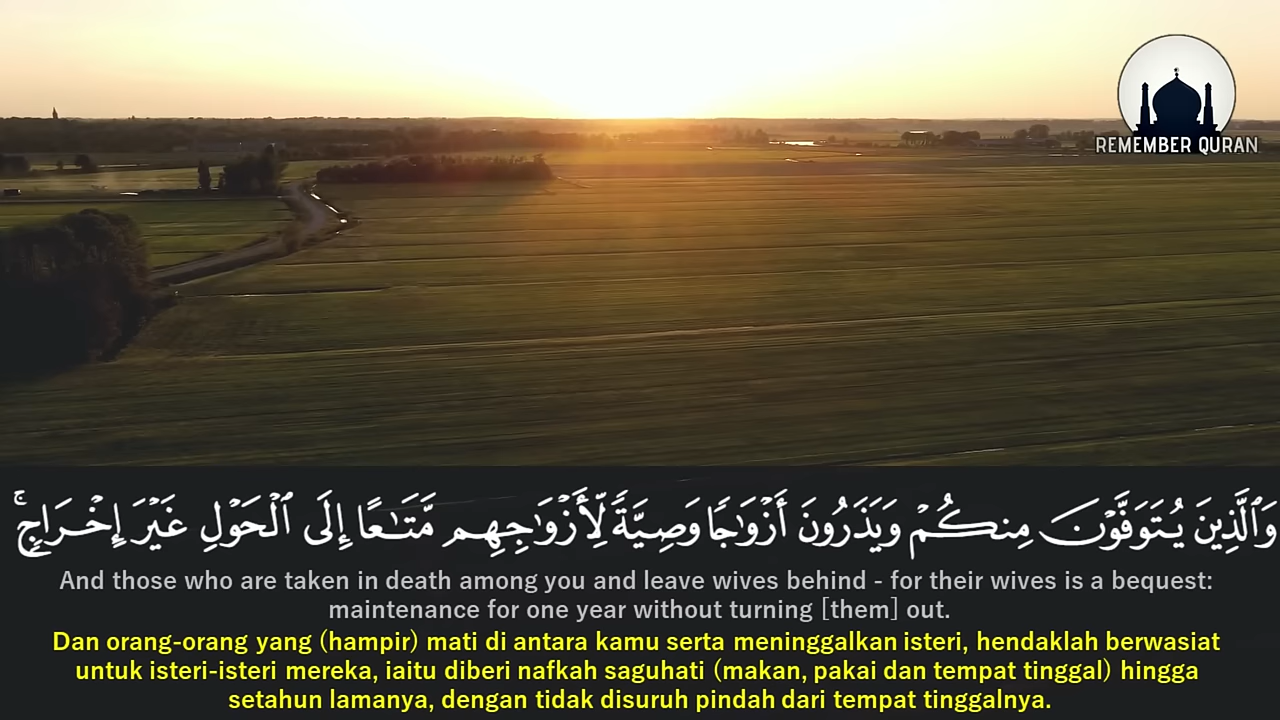 REMEMBER QURAN
وَٱلَّذِينَ يُتَوَفَّوْنَ مِنكُمْ وَيَذَرُونَ أَزْوَٰجًا وَصِيَّةً لِّأَزْوَٰجِهِم مَّتَـٰعًا إِلَى ٱلْحَوْلِ غَيْرَ إِخْرَاجٍۚ
And those who are taken in death among you and leave wives behind - for their wives is a bequest:
maintenance for one year without turning [them] out.
Dan orang-orang yang (hampir) mati di antara kamu serta meninggalkan isteri, hendaklah berwasiat
untuk isteri-isteri mereka, iaitu diberi nafkah saguhati (makan, pakai dan tempat tinggal) hingga
setahun lamanya, dengan tidak disuruh pindah dari tempat tinggalnya.